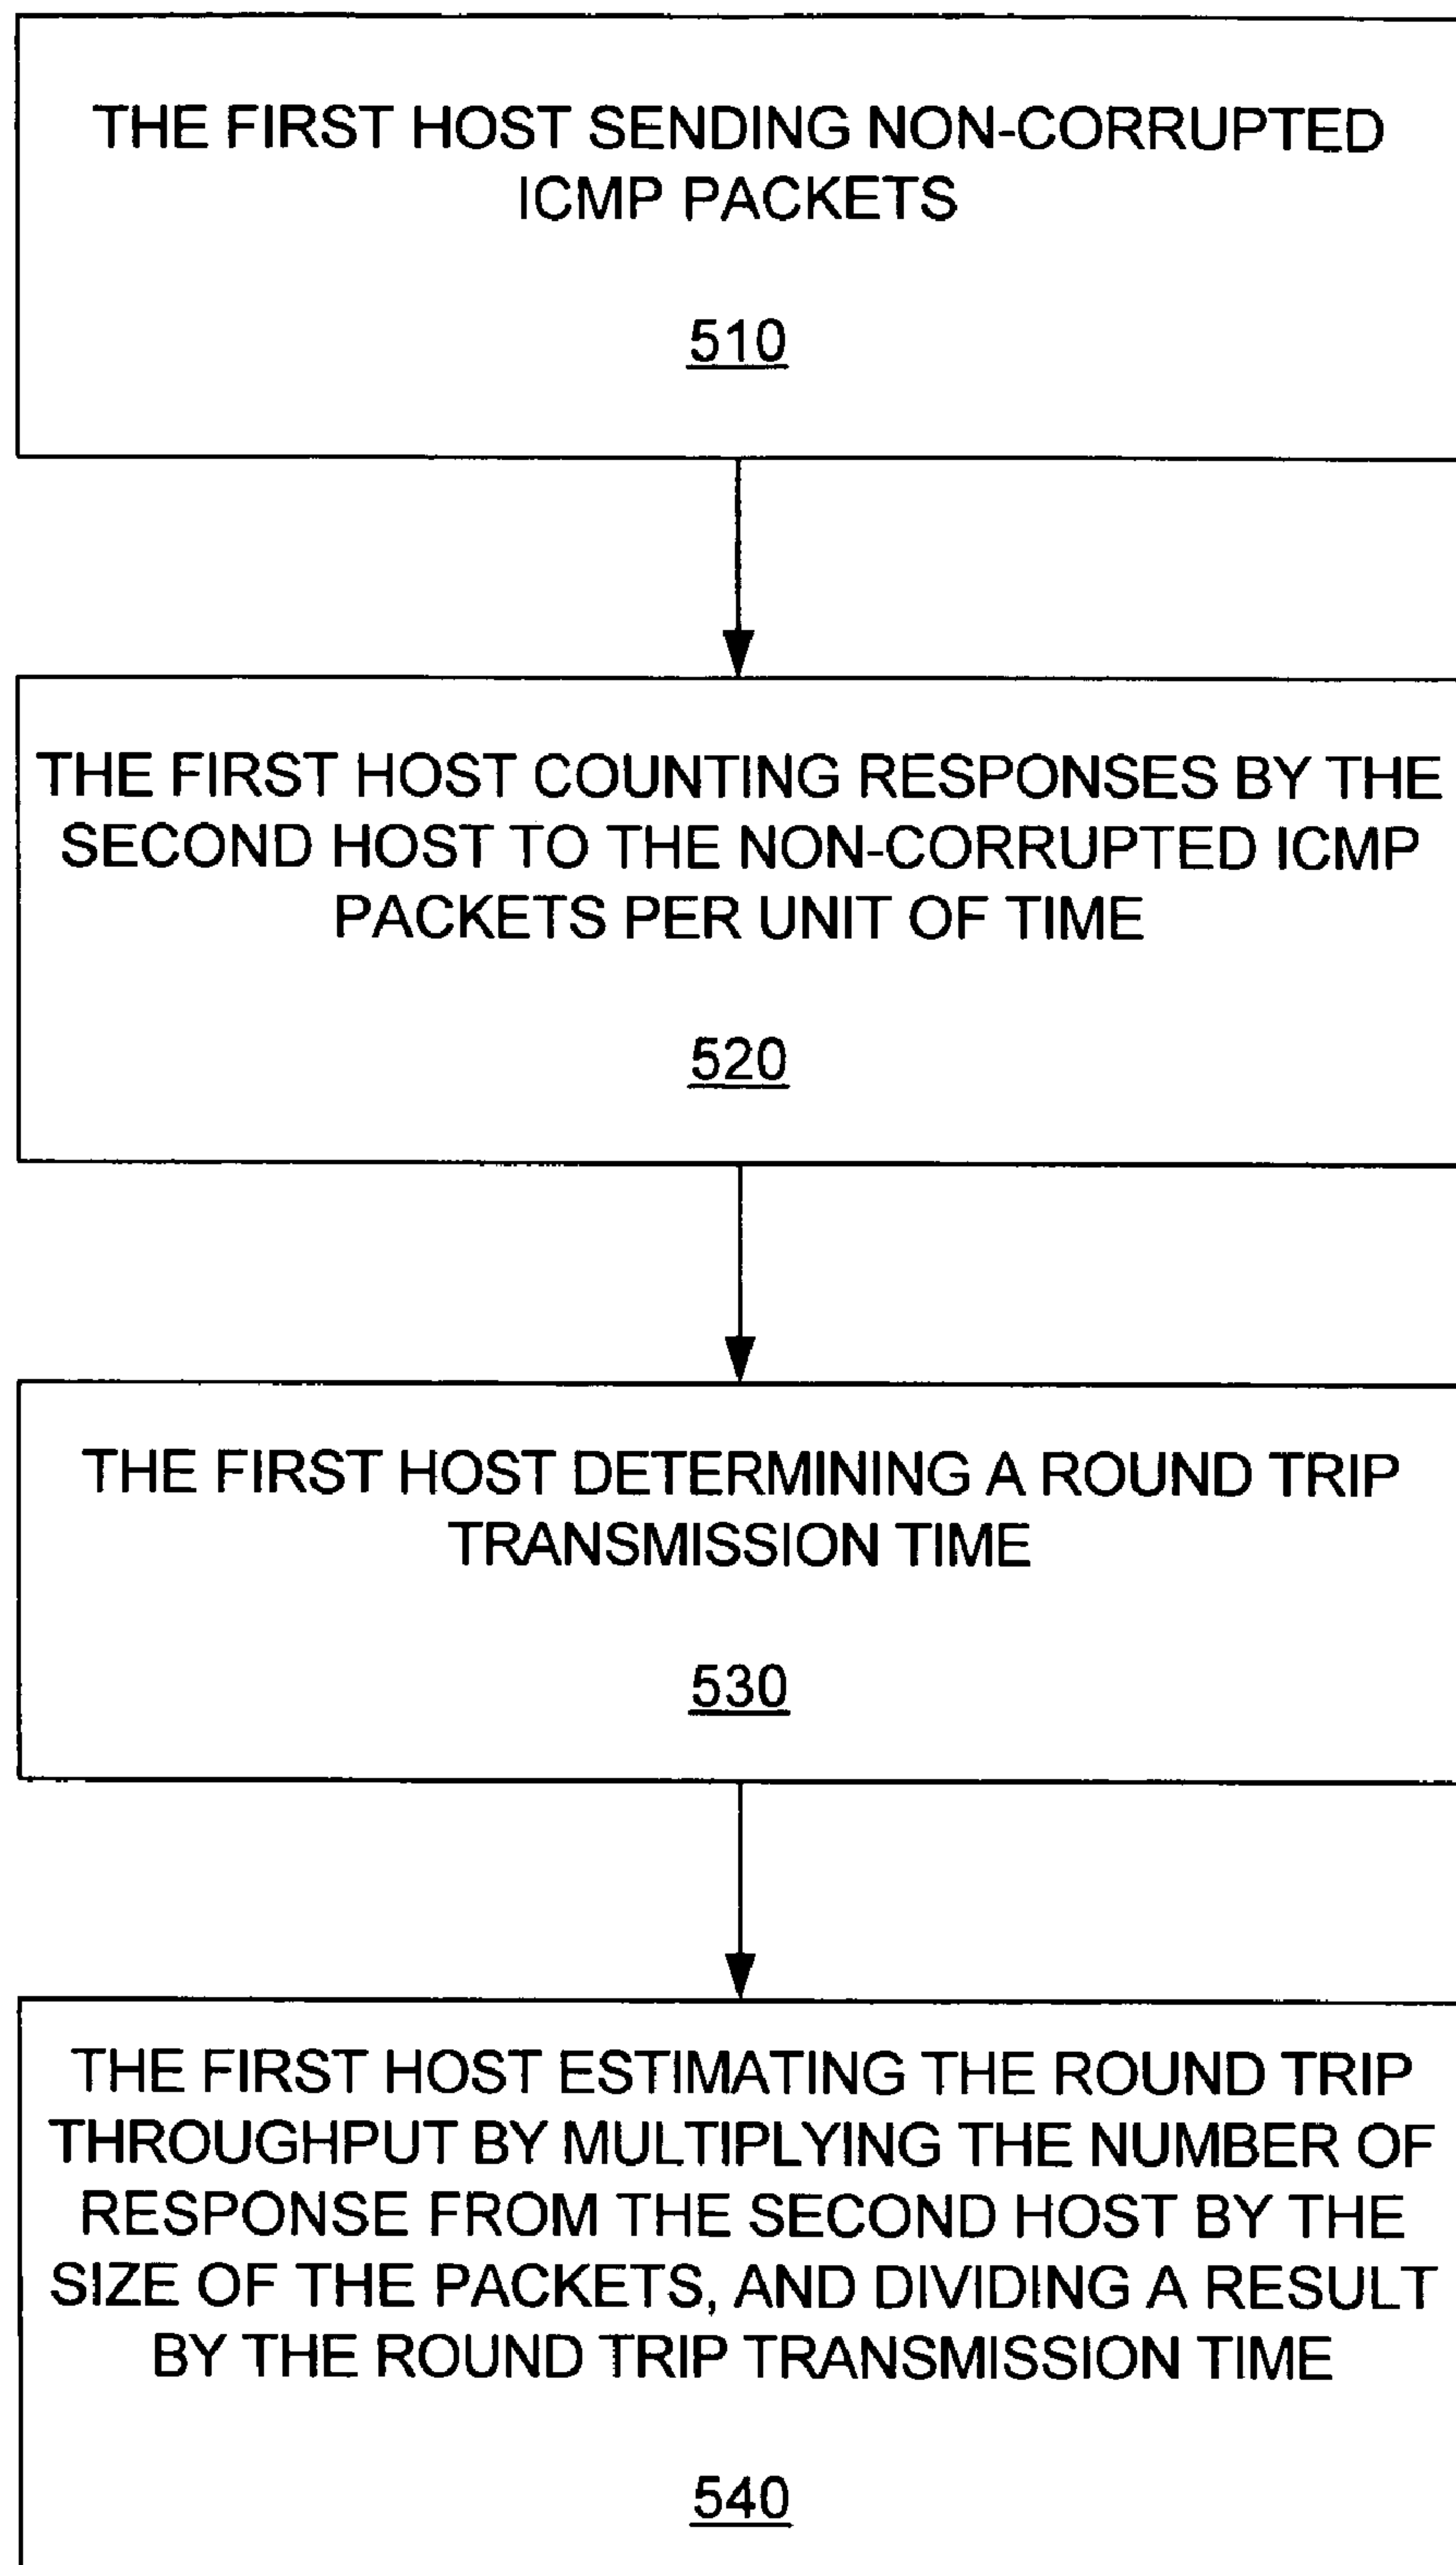 THE FIRST HOST SENDING NON-CORRUPTED
ICMP PACKETS
510
THE FIRST HOST COUNTING RESPONSES BY THE
SECOND HOST TO THE NON-CORRUPTED ICMP
PACKETS PER UNIT OF TIME
520
THE FIRST HOST DETERMINING A ROUND TRIP
TRANSMISSION TIME
530
THE FIRST HOST ESTIMATING THE ROUND TRIP
THROUGHPUT BY MULTIPLYING THE NUMBER OF
RESPONSE FROM THE SECOND HOST BY THE
SIZE OF THE PACKETS, AND DIVIDING A RESULT
BY THE ROUND TRIP TRANSMISSION TIME
540